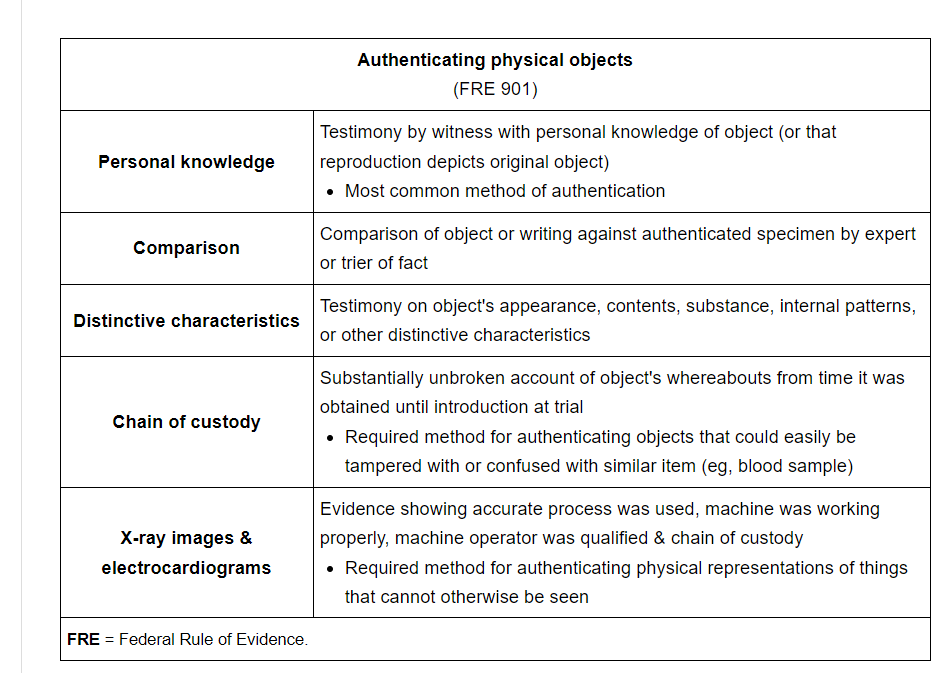 Authenticating physical objects
(FRE 901)
Personal knowledge
Testimony by witness with personal knowledge of object (or that
reproduction depicts original object)
• Most common method of authentication
Comparison
Comparison of object or writing against authenticated specimen by expert
or trier of fact
Distinctive characteristics
Testimony on object's appearance, contents, substance, internal patterns,
or other distinctive characteristics
Chain of custody
Substantially unbroken account of object's whereabouts from time it was
obtained until introduction at trial
• Required method for authenticating objects that could easily be
tampered with or confused with similar item (eg, blood sample)
X-ray images &
electrocardiograms
Evidence showing accurate process was used, machine was working
properly, machine operator was qualified & chain of custody
• Required method for authenticating physical representations of things
that cannot otherwise be seen
FRE = Federal Rule of Evidence.